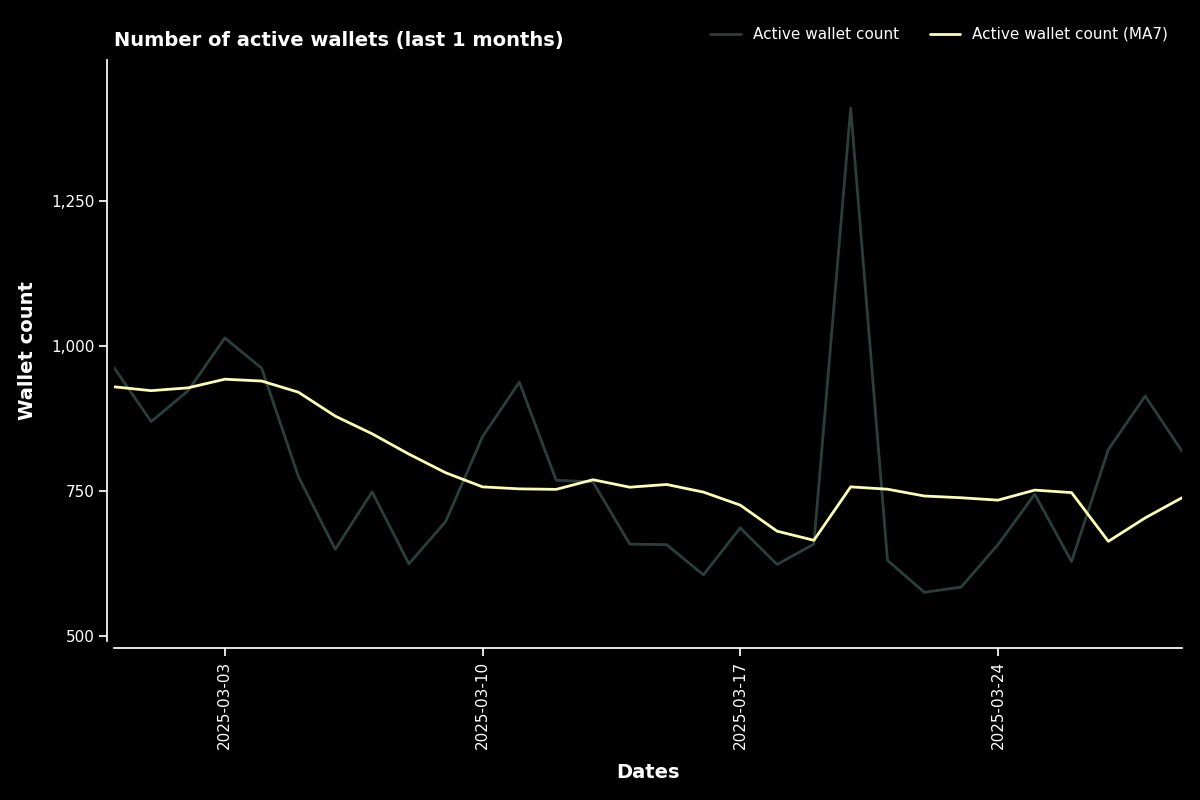 Number of active wallets (last 1 months)
Active wallet count
Active wallet count (MA7)
Wallet count
1,250
1,000
750
500
2025-03-03
2025-03-10
2025-03-17
2025-03-24
Dates